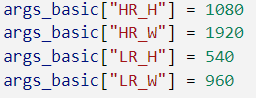 args_basic["HR_H"] = 1080
args_basic["HR_W"] = 1920
args_basic["LR_H"] = 540
args_basic["LR_W"] = 960